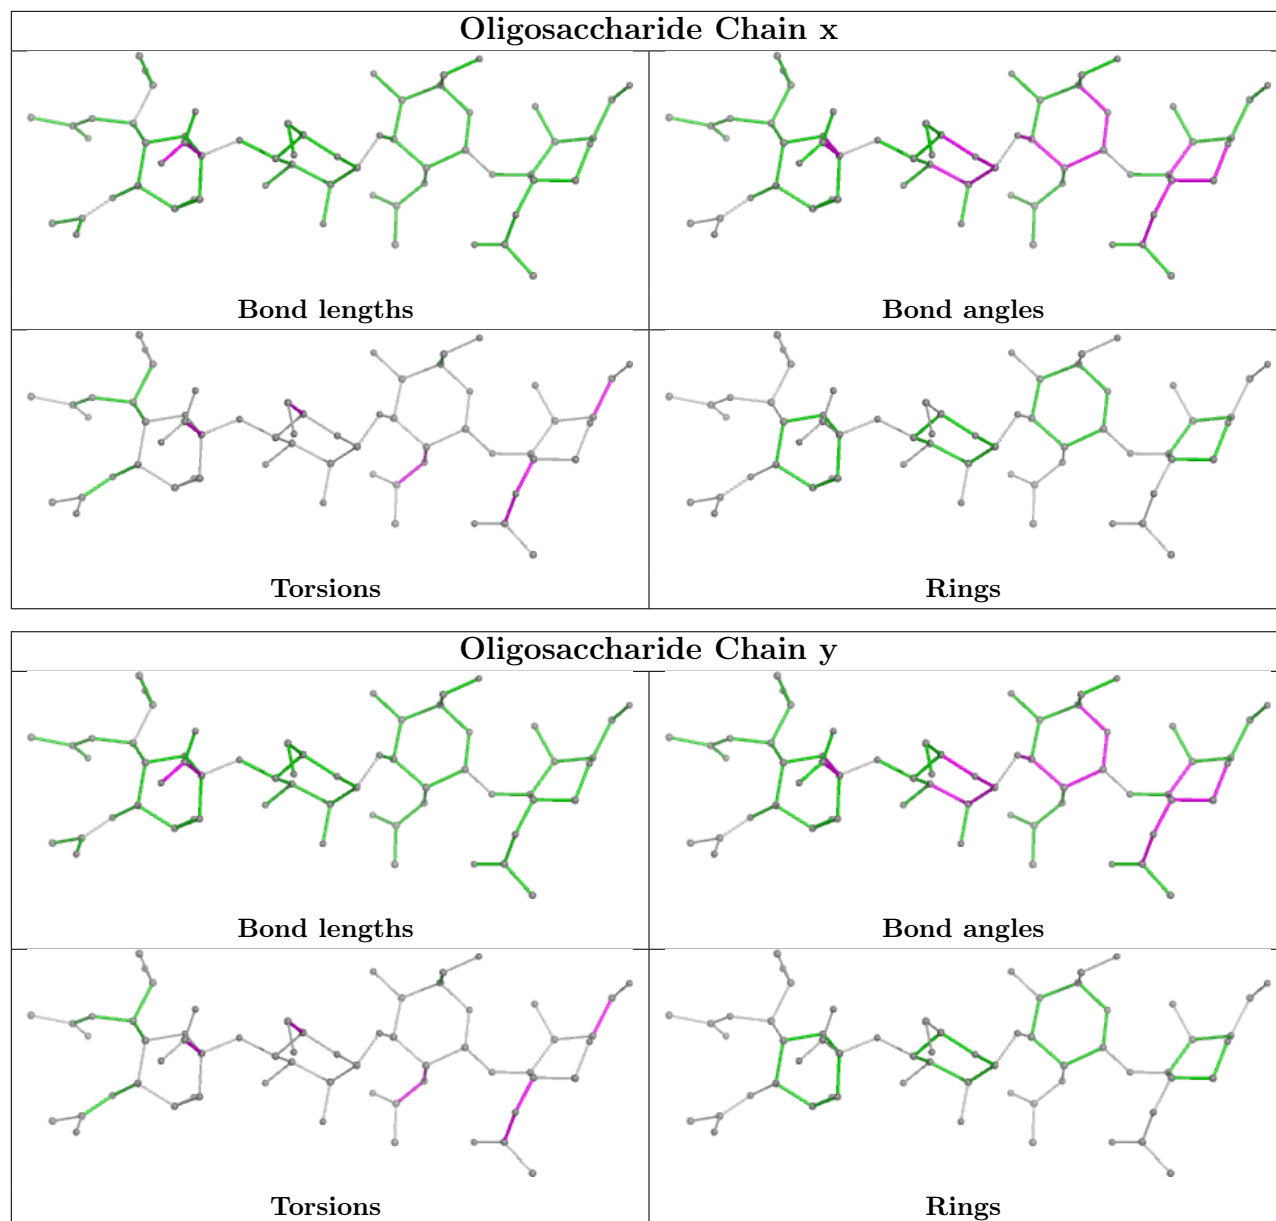 Oligosaccharide Chain x
Bond lengths
Bond angles
Torsions
Rings
Oligosaccharide Chain y
Bond lengths
Bond angles
Torsions
Rings